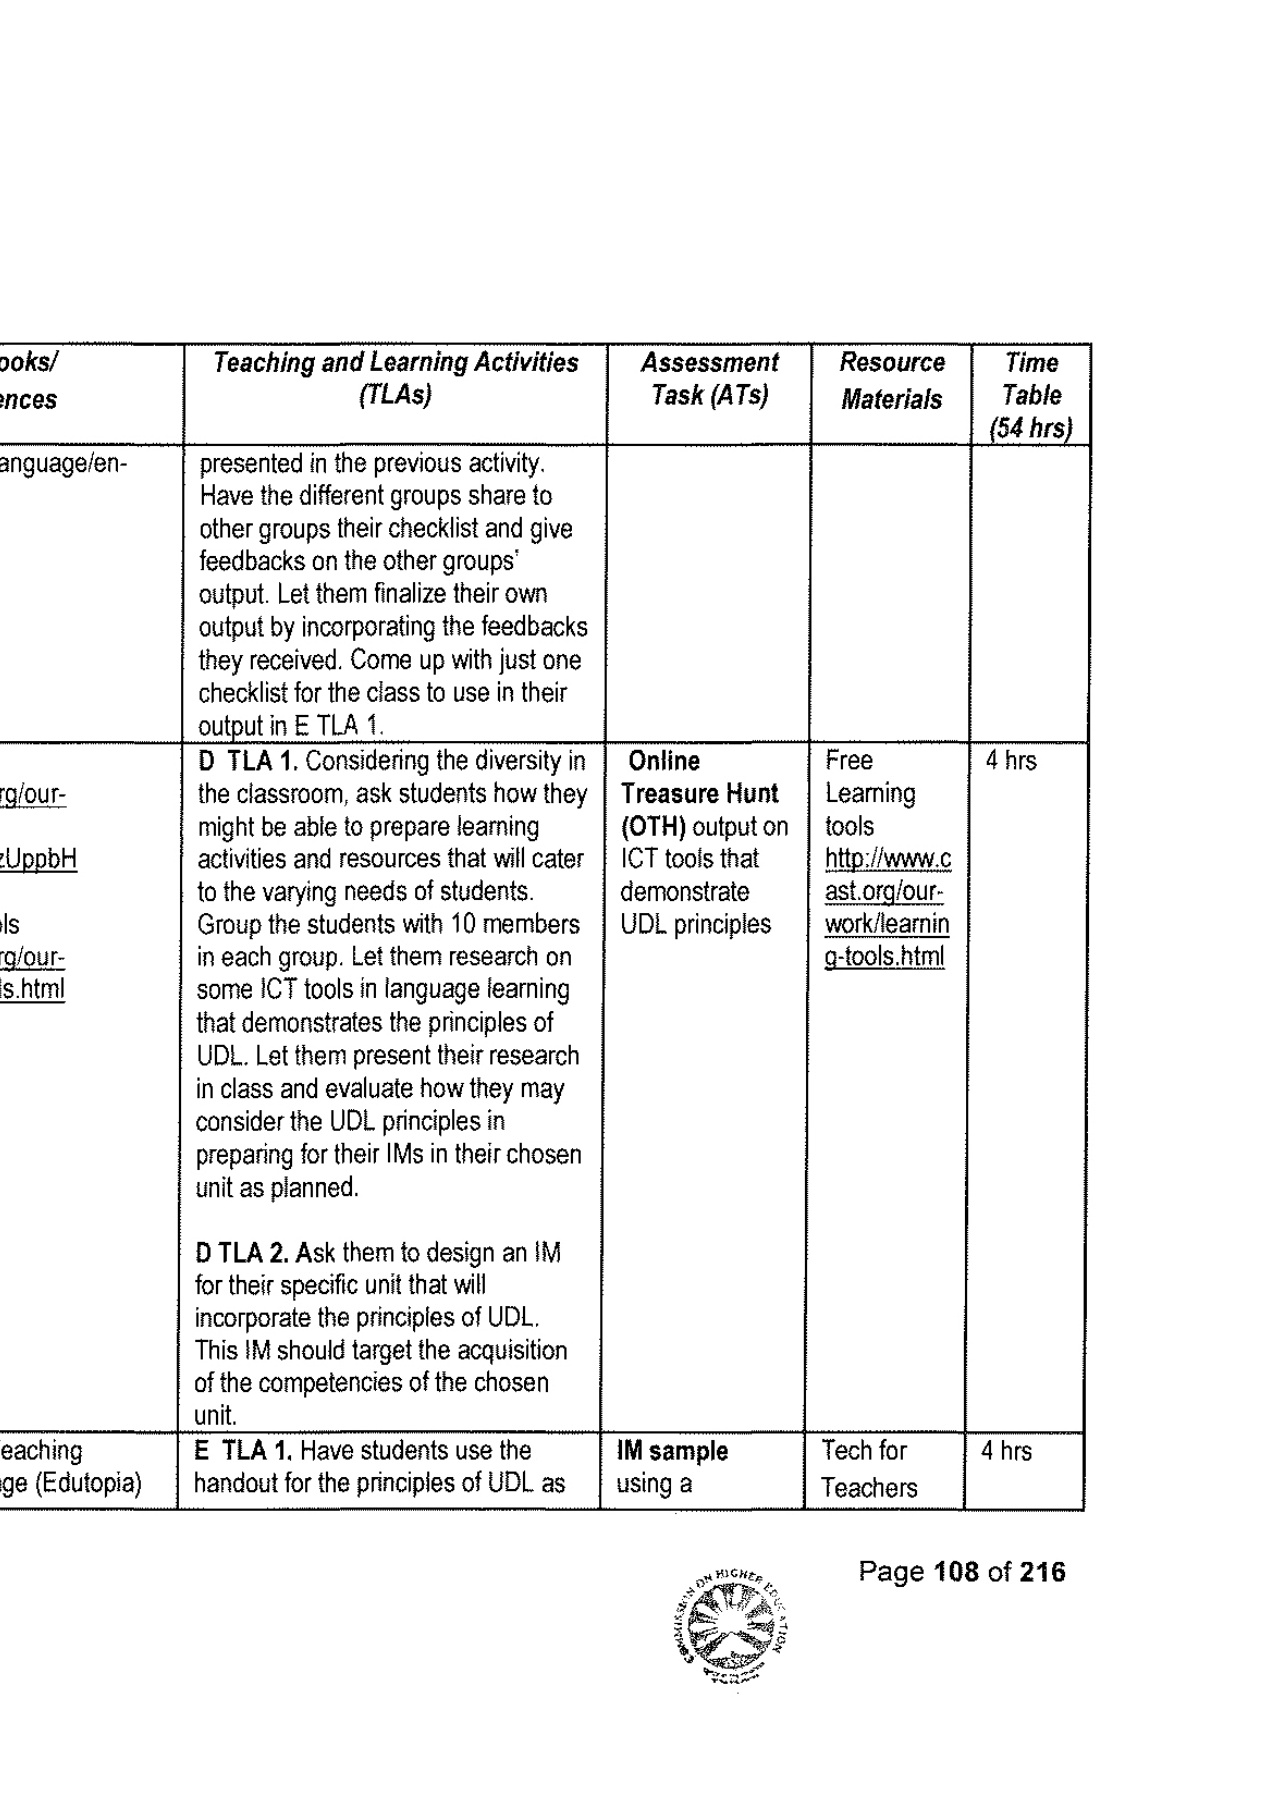 ooks/
ences
Teaching and Learning Activities
(TLAs)
Assessment
Task (ATs)
Resource
Materials
Time
Table
(54 hrs)
anguage/en-
presented in the previous activity.
Have the different groups share to
other groups their checklist and give
feedbacks on the other groups'
output. Let them finalize their own
output by incorporating the feedbacks
they received. Come up with just one
checklist for the class to use in their
output in E TLA 1.
rg/our-
zUppbH
ls
rg/our-
ls.html
D TLA 1. Considering the diversity in
the classroom, ask students how they
might be able to prepare learning
activities and resources that will cater
to the varying needs of students.
Group the students with 10 members
in each group. Let them research on
some ICT tools in language learning
that demonstrates the principles of
UDL. Let them present their research
in class and evaluate how they may
consider the UDL principles in
preparing for their IMs in their chosen
unit as planned.
D TLA 2. Ask them to design an IM
for their specific unit that will
incorporate the principles of UDL.
This IM should target the acquisition
of the competencies of the chosen
unit.
Online
Treasure Hunt
(OTH) output on
ICT tools that
demonstrate
UDL principles
Free
Learning
tools
http://www.c
ast.org/our-
work/learnin
g-tools.html
4 hrs
eaching
ge (Edutopia)
E TLA 1. Have students use the
handout for the principles of UDL as
IM sample
using a
Tech for
Teachers
4 hrs
Page 108 of 216
COMMISSION ON HIGHER EDUCATION